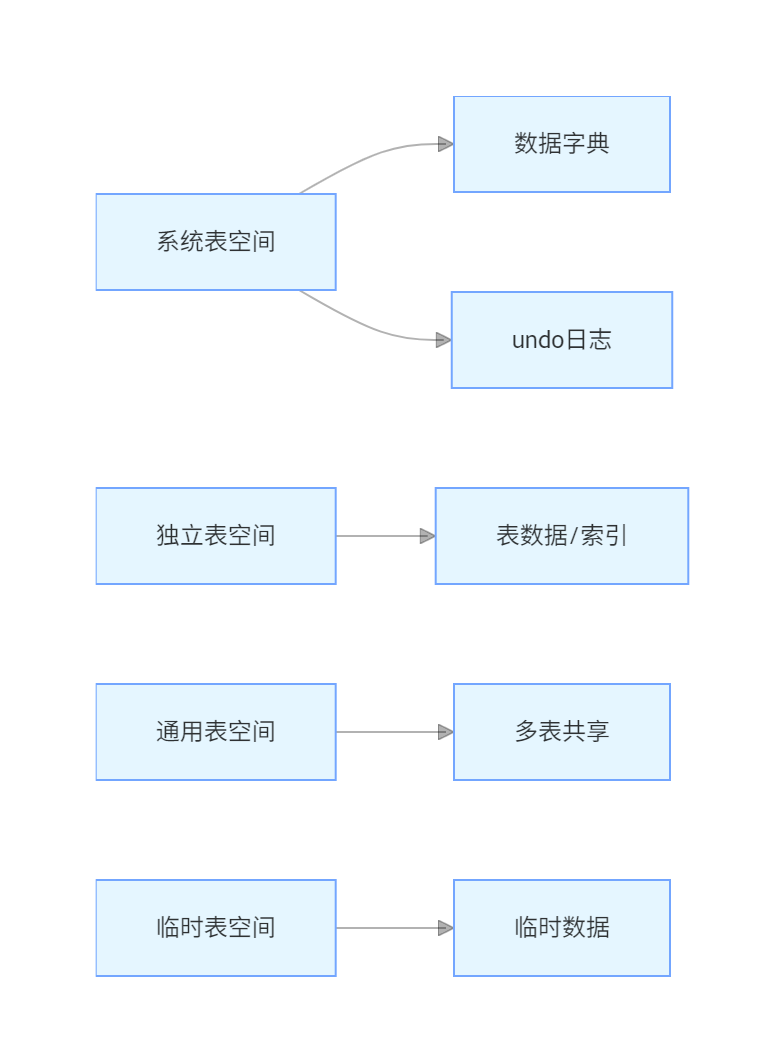 数据字典
系统表空间
undo日志
独立表空间
表数据/索引
通用表空间
多表共享
临时表空间
临时数据